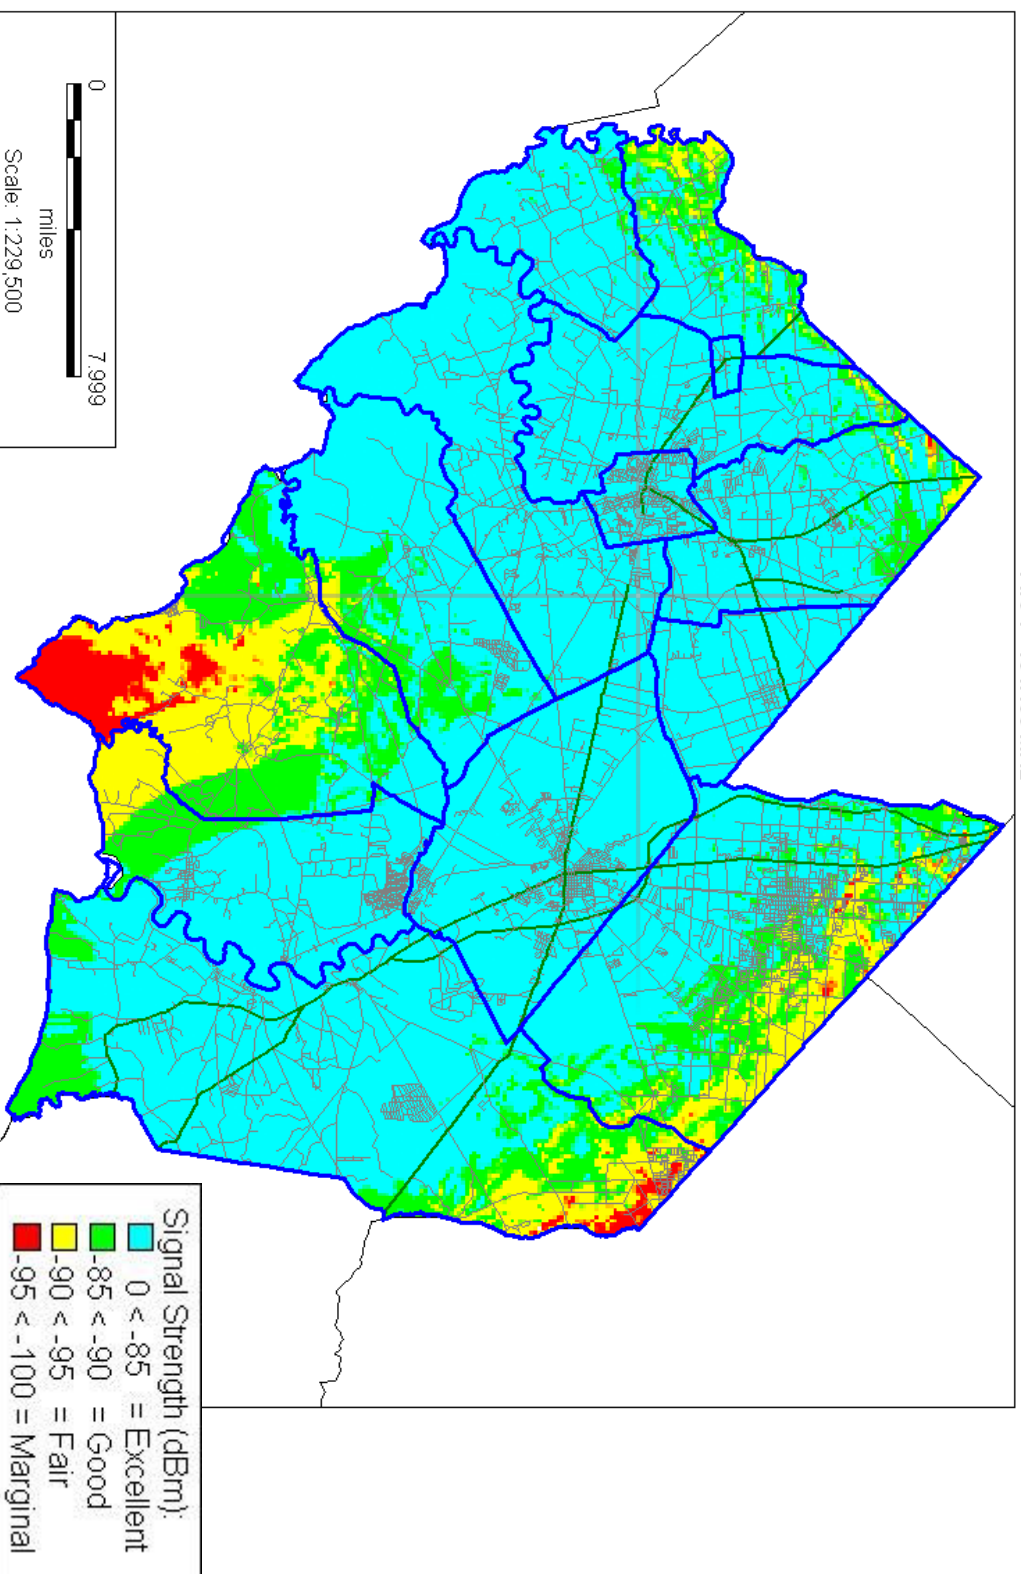 0 7.999
miles
Scale: 1:229,500
Signal Strength (dBm):
0 < -85 = Excellent
-85 < -90 = Good
-90 < -95 = Fair
-95 < -100 = Marginal